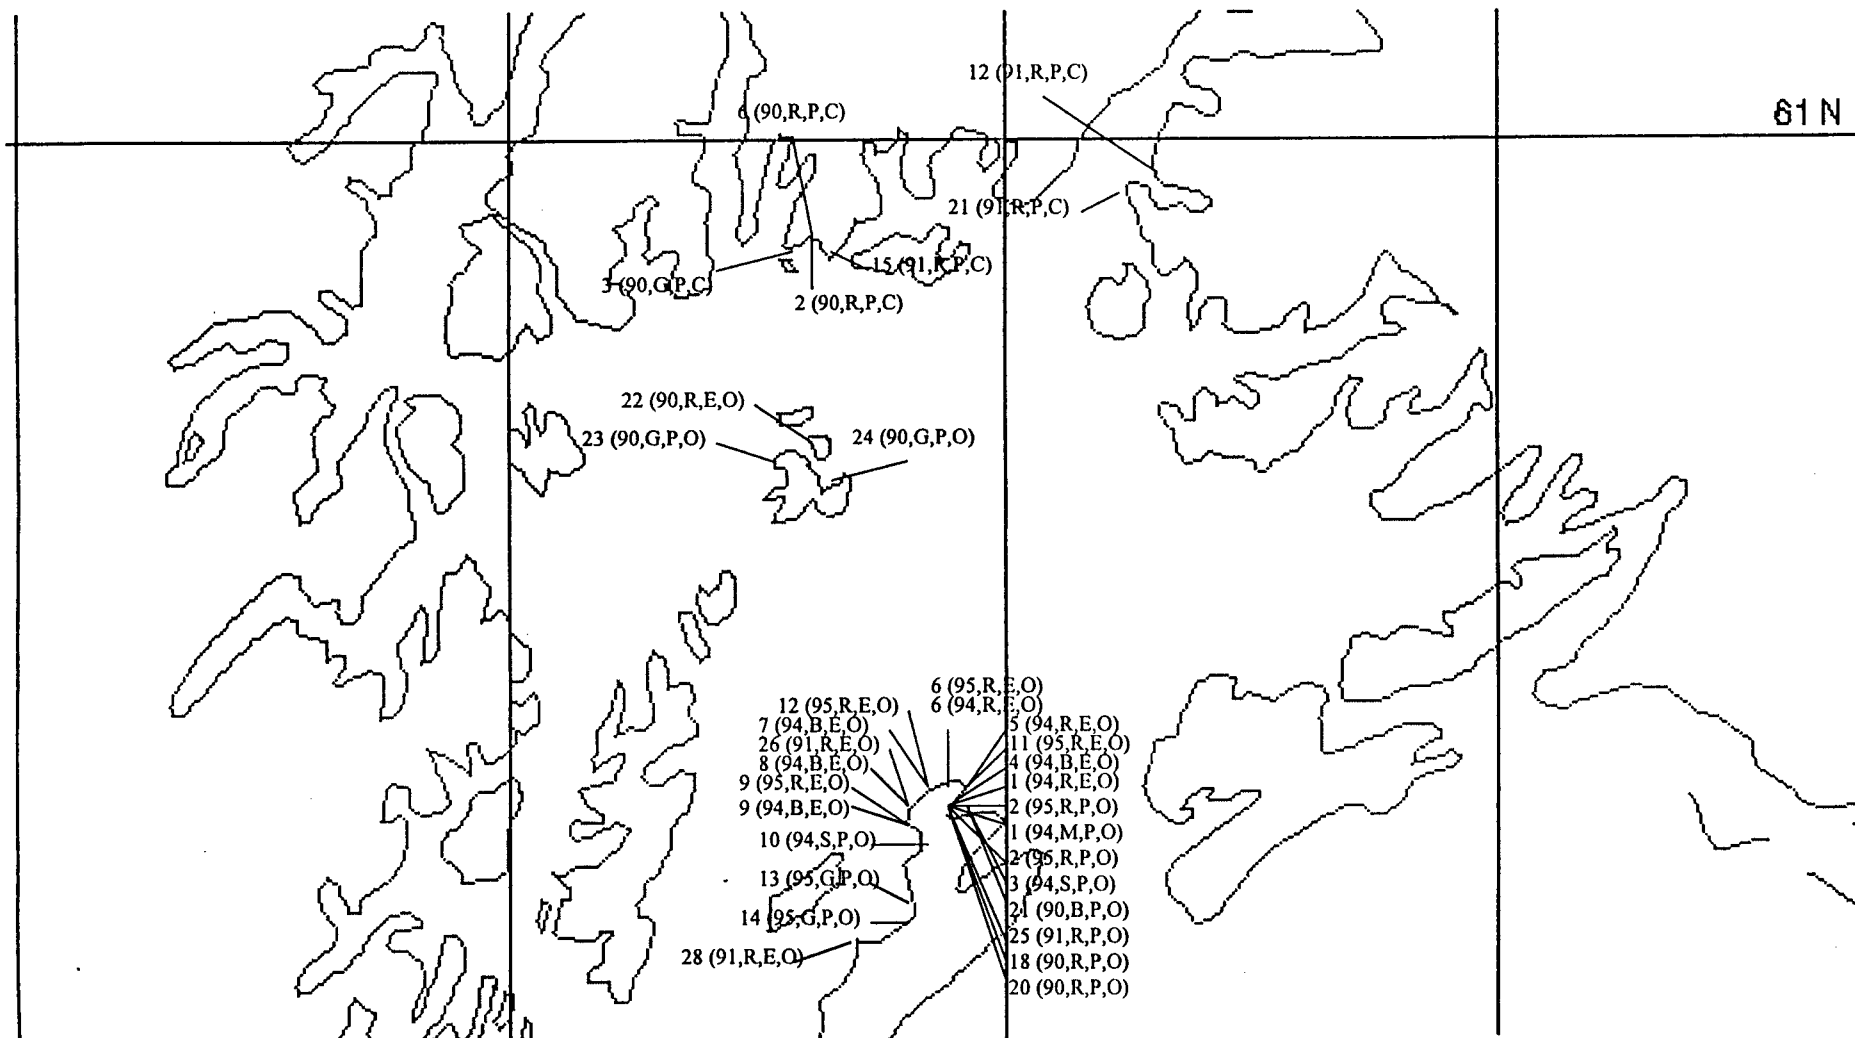 12 (91,R,P,C)
61 N
6 (90,R,P,C)
21 (91,R,P,C)
15 (91,R,P,C)
3 (90,G,P,C)
2 (90,R,P,C)
22 (90,R,E,O)
23 (90,G,P,O)
24 (90,G,P,O)
6 (95,R,E,O)
12 (95,R,E,O)
6 (94,R,E,O)
7 (94,B,E,O)
5 (94,R,E,O)
26 (91,R,E,O)
11 (95,R,E,O)
8 (94,B,E,O)
4 (94,B,E,O)
9 (95,R,E,O)
1 (94,R,E,O)
9 (94,B,E,O)
2 (95,R,P,O)
10 (94,S,P,O)
1 (94,M,P,O)
2 (95,R,P,O)
13 (95,G,P,O)
3 (94,S,P,O)
14 (95,G,P,O)
21 (90,B,P,O)
25 (91,R,P,O)
28 (91,R,E,O)
18 (90,R,P,O)
20 (90,R,P,O)